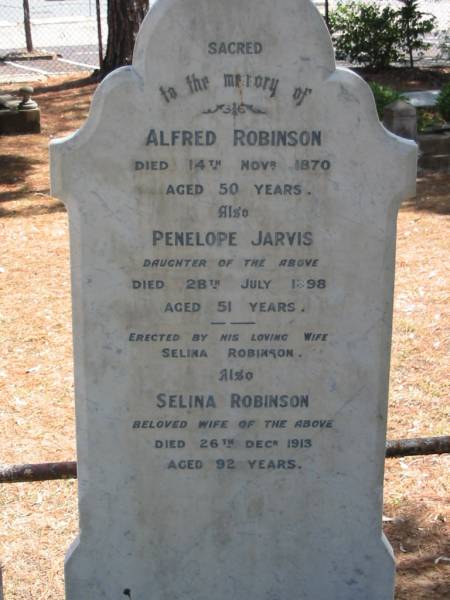 SACRED
to the memory of
ALFRED ROBINSON
DIED 14TH NOVR 1870
AGED 50 YEARS.
Also
PENELOPE JARVIS
DAUGHTER OF THE ABOVE
DIED 28TH JULY 1898
AGED 51 YEARS.
ERECTED BY HIS LOVING WIFE
SELINA ROBINSON.
Also
SELINA ROBINSON
BELOVED WIFE OF THE ABOVE
DIED 26TH DECR 1913
AGED 92 YEARS.